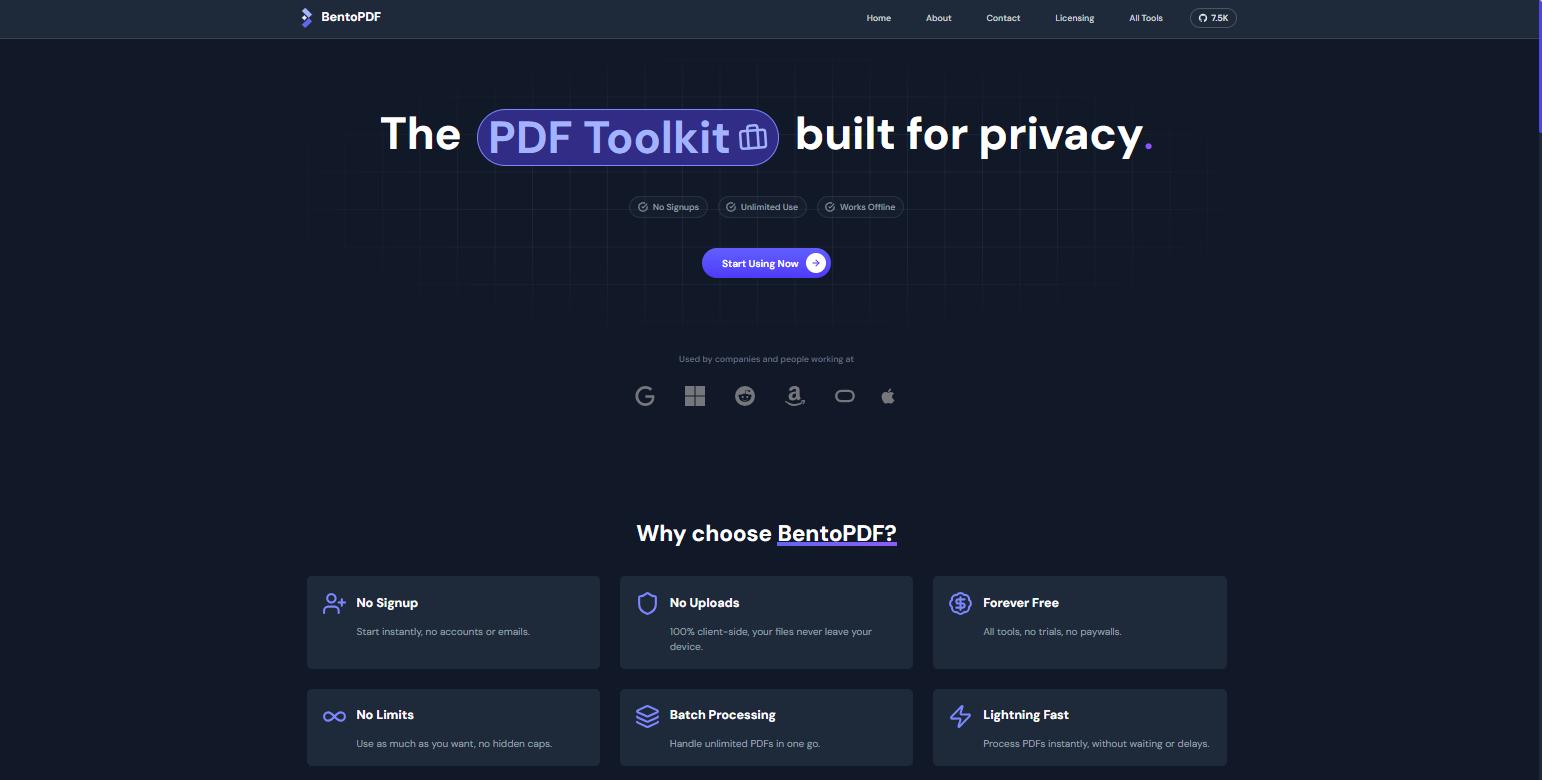 BentoPDF
Home About Contact Licensing All Tools 7.5K
The PDF Toolkit built for privacy.
No Signups Unlimited Use Works Offline
Start Using Now
Used by companies and people working at
Why choose BentoPDF?
No Signup
Start instantly, no accounts or emails.
No Uploads
100% client-side, your files never leave your
device.
Forever Free
All tools, no trials, no paywalls.
No Limits
Use as much as you want, no hidden caps.
Batch Processing
Handle unlimited PDFs in one go.
Lightning Fast
Process PDFs instantly, without waiting or delays.